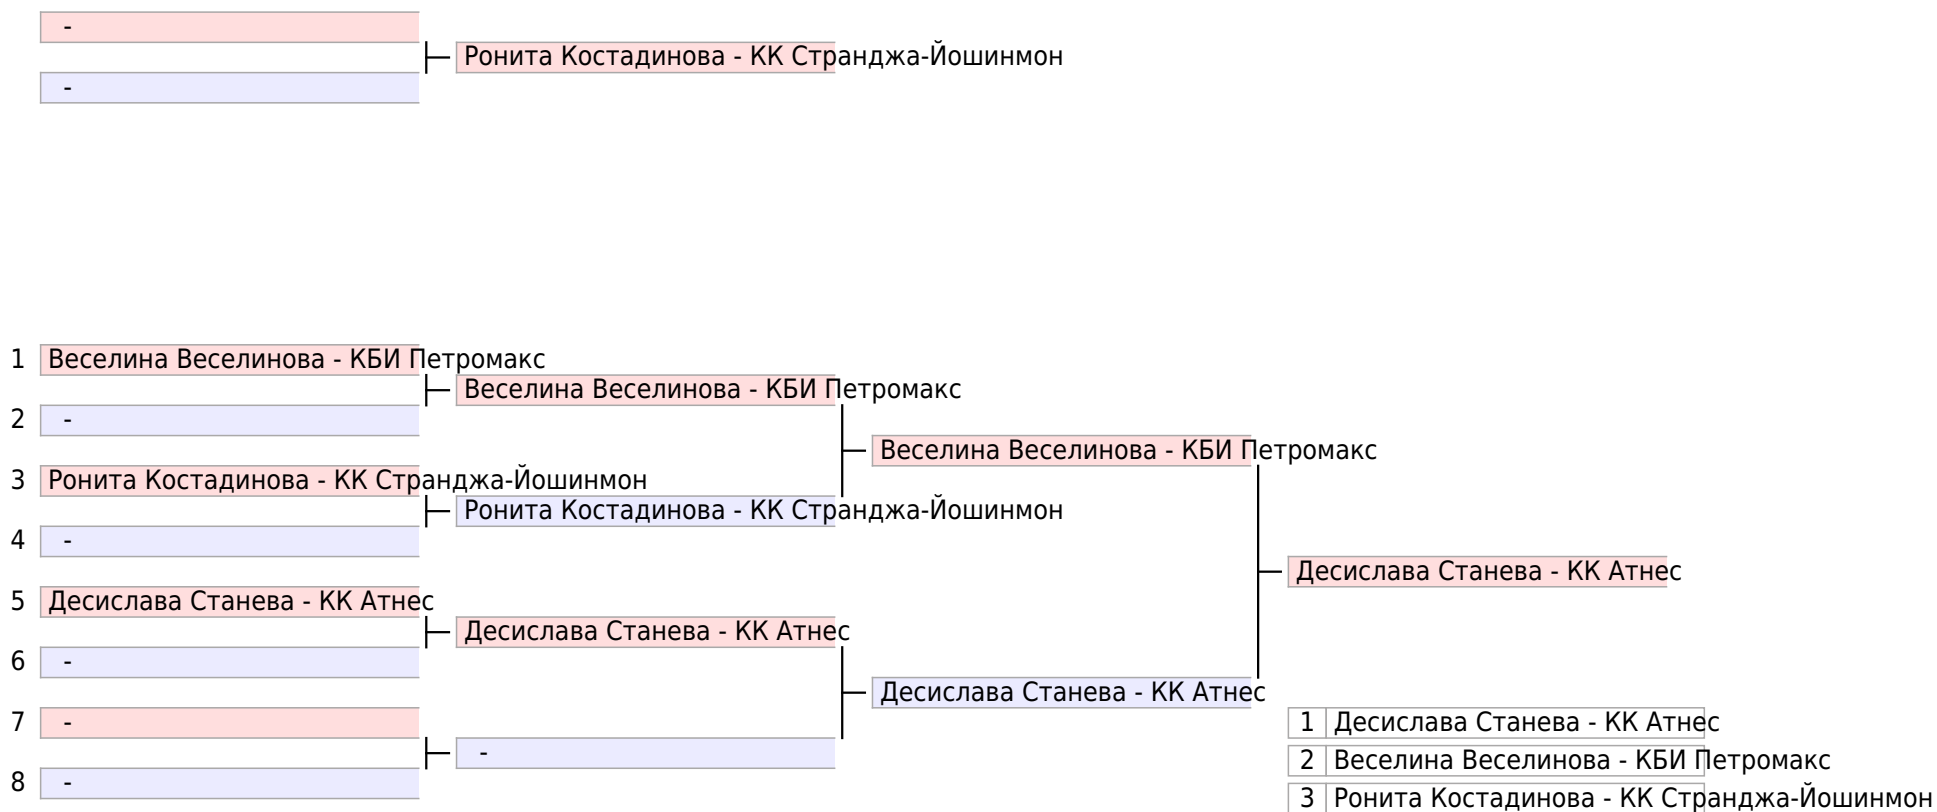 -
Ронита Костадинова - КК Странджа-Йошинмон
-
1 Веселина Веселинова - КБИ Петромакс
Веселина Веселинова - КБИ Петромакс
2 -
Веселина Веселинова - КБИ Петромакс
3 Ронита Костадинова - КК Странджа-Йошинмон
Ронита Костадинова - КК Странджа-Йошинмон
4 -
Десислава Станева - КК Атнес
5 Десислава Станева - КК Атнес
Десислава Станева - КК Атнес
6 -
Десислава Станева - КК Атнес
7 -
-
8 -
1 Десислава Станева - КК Атнес
2 Веселина Веселинова - КБИ Петромакс
3 Ронита Костадинова - КК Странджа-Йошинмон